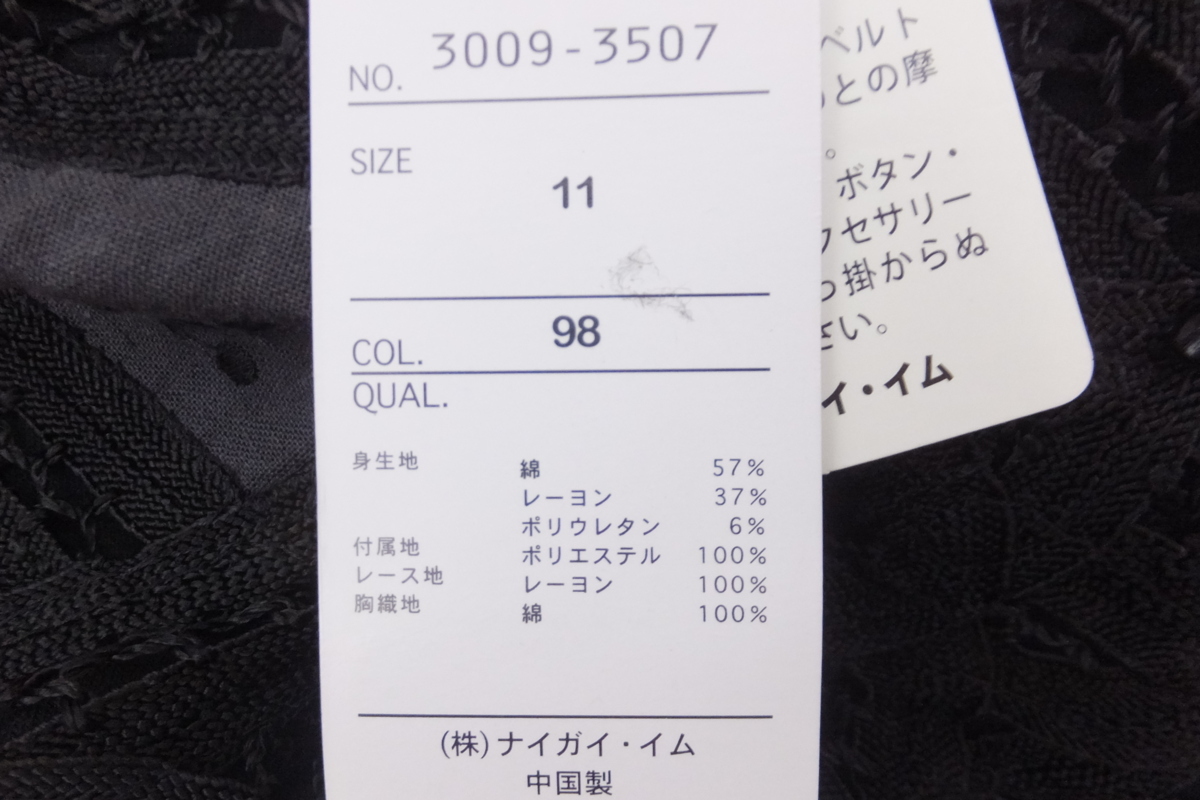 NO. 3009-3507
SIZE
11
COL. 98
QUAL.
身生地 綿 57%
レーヨン 37%
ポリウレタン 6%
付属地 ポリエステル 100%
レース地 レーヨン 100%
胸織地 綿 100%
(株)ナイガイ・イム
中国製
ベルト
との摩
。
ボタン・
クセサリー
っ掛からぬ
さい。
イ・イム